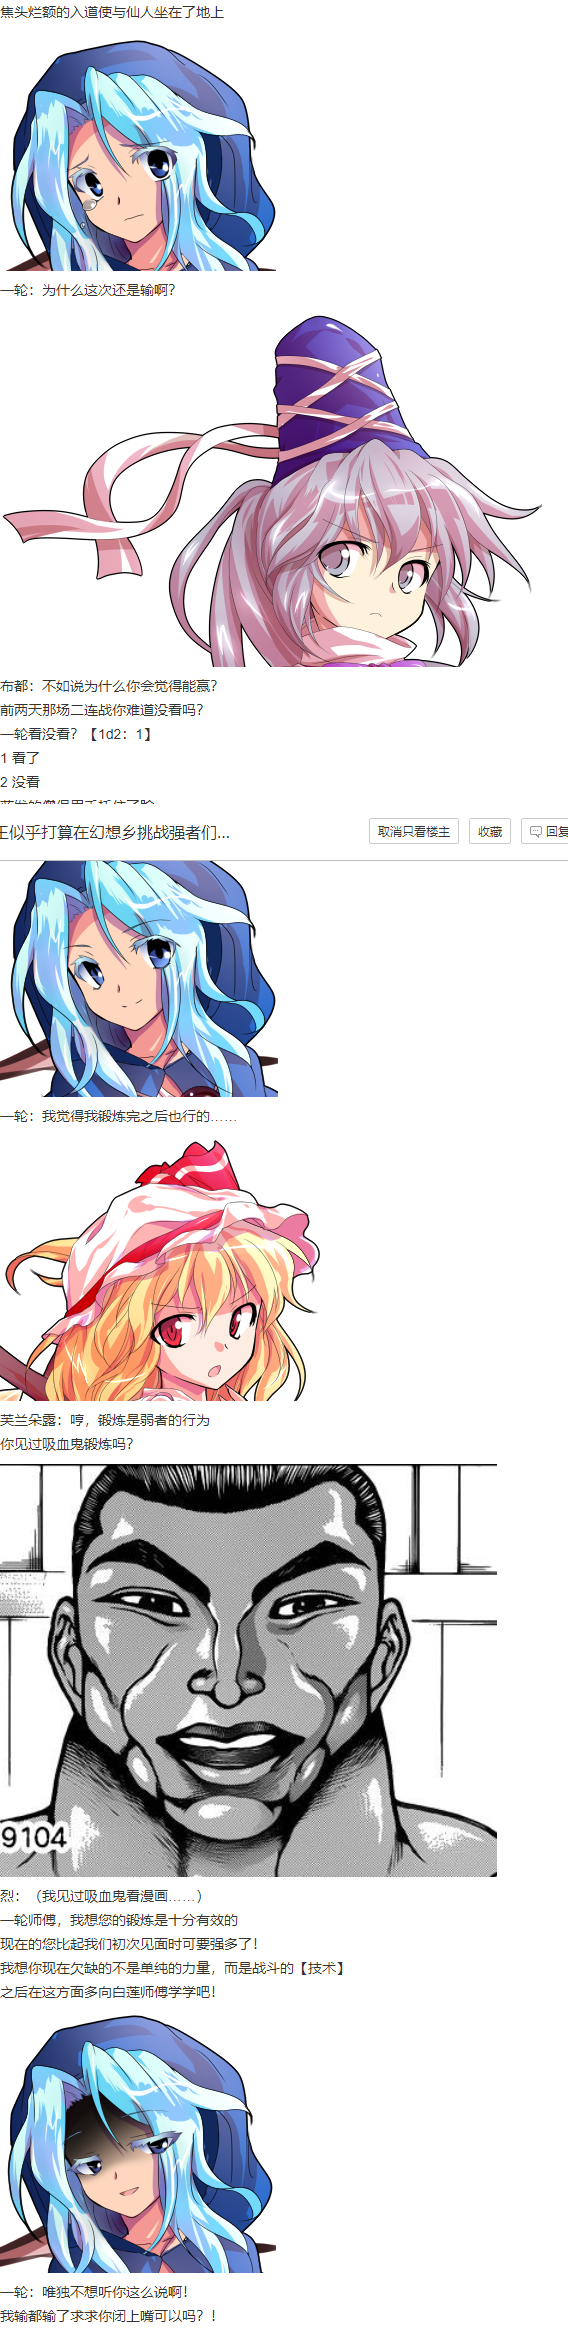 焦头烂额的入道使与仙人坐在了地上
一轮：为什么这次还是输啊？
布都：不如说为什么你会觉得能赢？
前两天那场二连战你难道没看吗？
一轮看没看？【1d2：1】
1 看了
2 没看
王似乎打算在幻想乡挑战强者们...
取消只看楼主
收藏
回复
一轮：我觉得我锻炼完之后也行的……
芙兰朵露：哼，锻炼是弱者的行为
你见过吸血鬼锻炼吗？
9104
烈：（我见过吸血鬼看漫画……）
一轮师傅，我想您的锻炼是十分有效的
现在的您比起我们初次见面时可要强多了！
我想你现在欠缺的不是单纯的力量，而是战斗的【技术】
之后在这方面多向白莲师傅学学吧！
一轮：唯独不想听你这么说啊！
我输都输了求求你闭上嘴可以吗？！